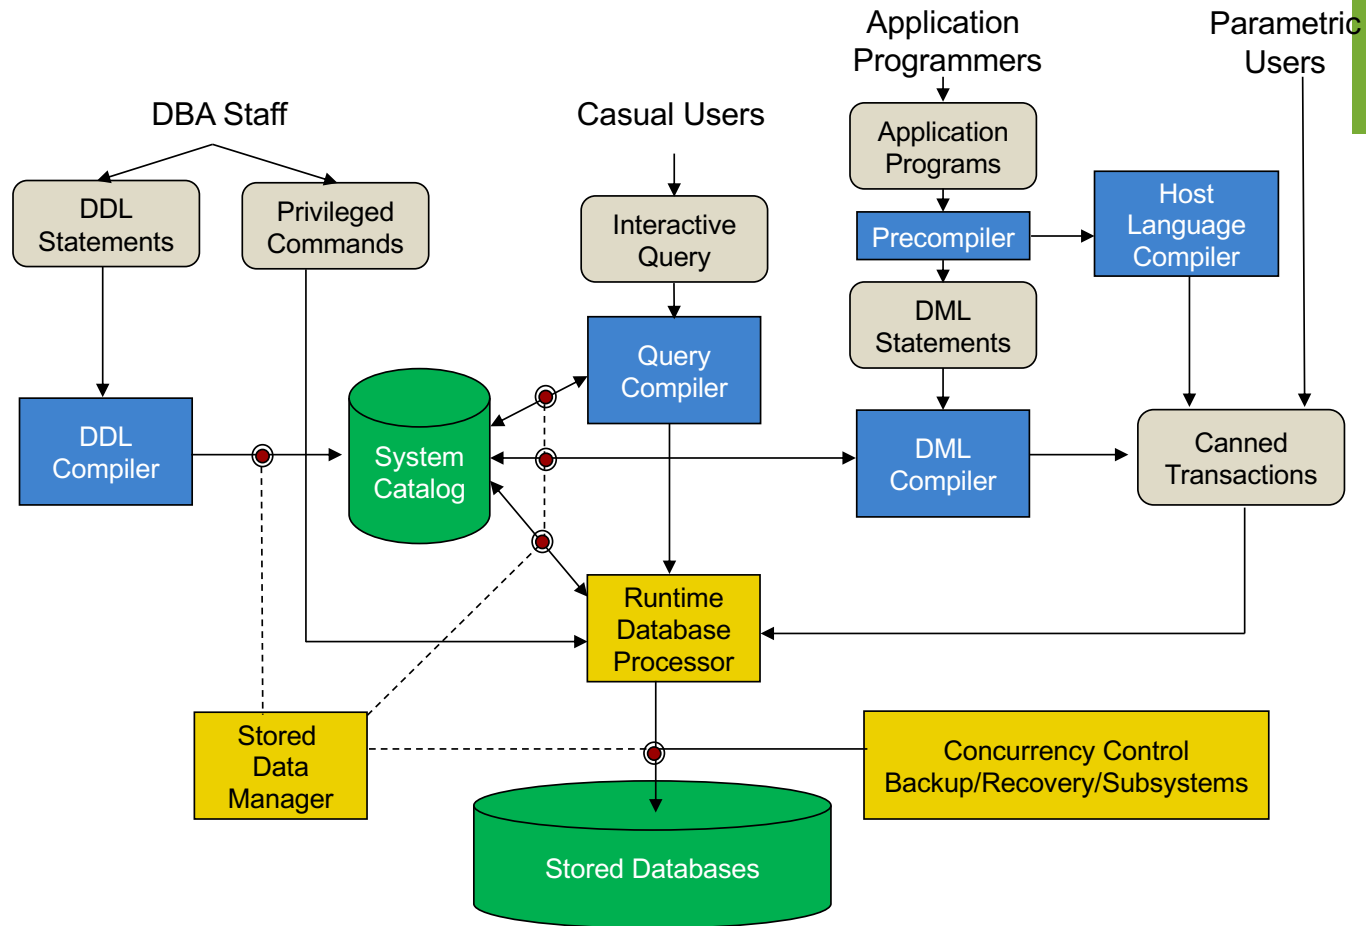 Application
Programmers
Parametric
Users
DBA Staff
Casual Users
Application
Programs
DDL
Statements
Privileged
Commands
Interactive
Query
Precompiler
Host
Language
Compiler
DML
Statements
Query
Compiler
DDL
Compiler
System
Catalog
DML
Compiler
Canned
Transactions
Runtime
Database
Processor
Stored
Data
Manager
Concurrency Control
Backup/Recovery/Subsystems
Stored Databases